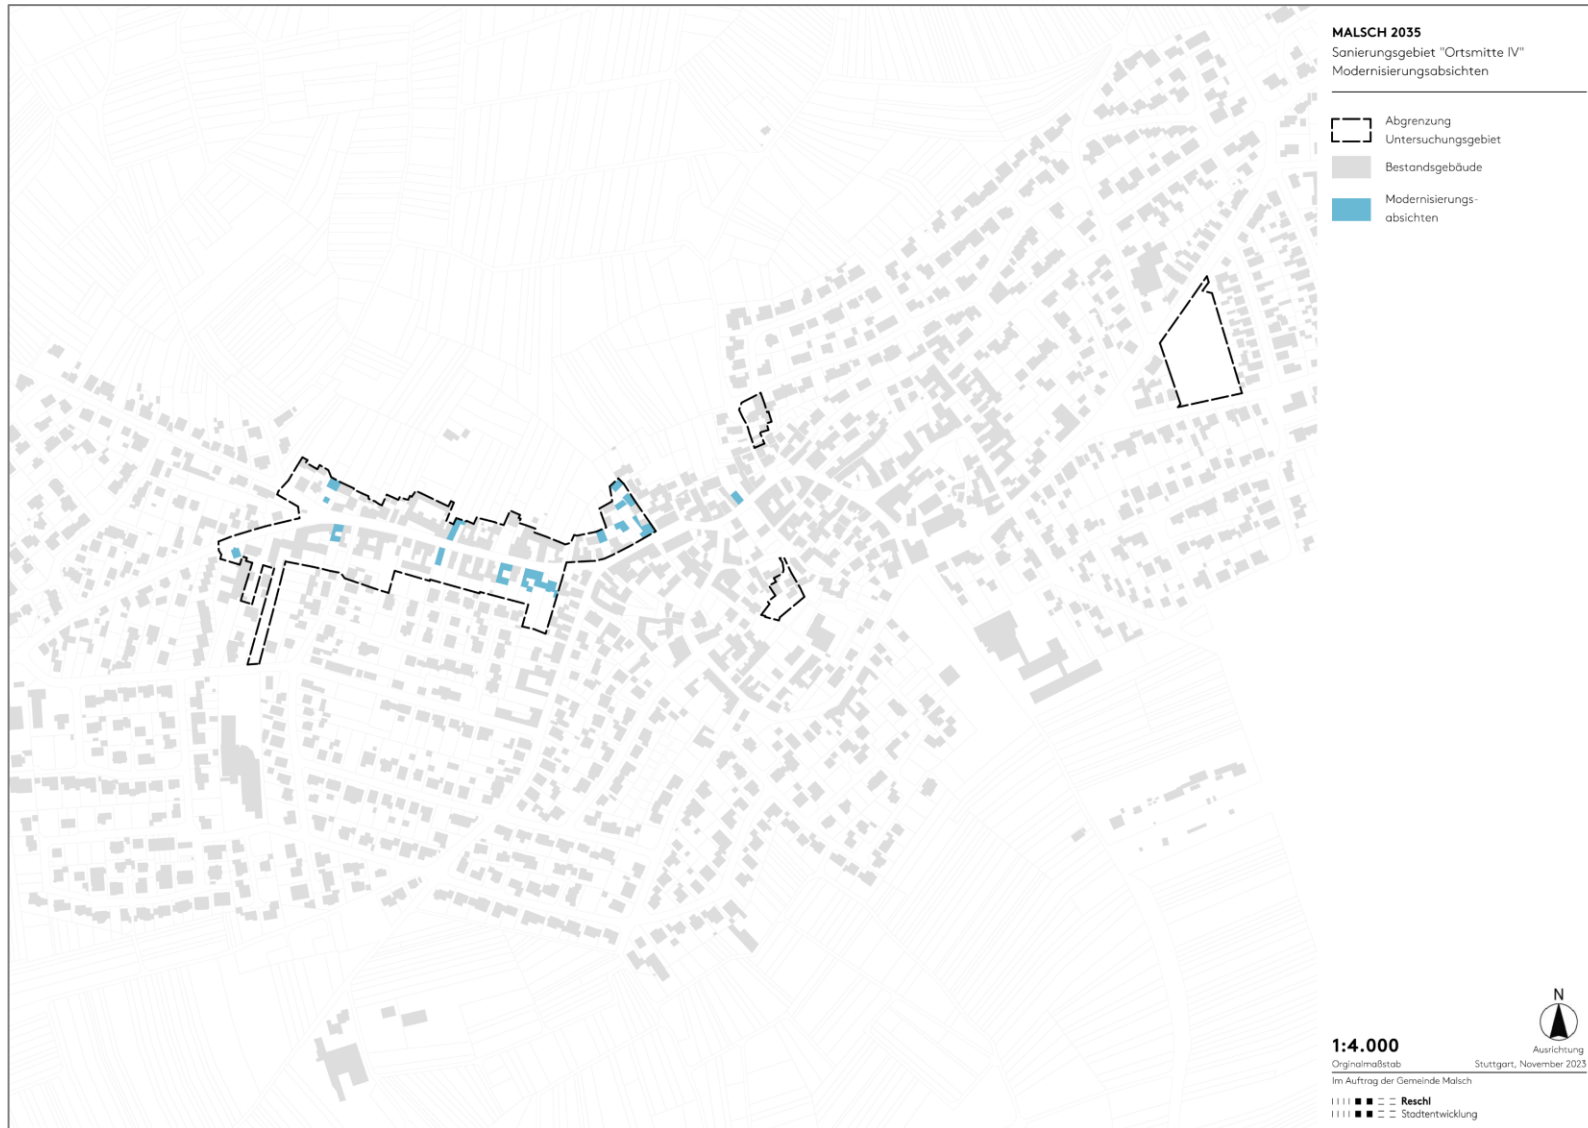 MALSCH 2035
Sanierungsgebiet "Ortsmitte IV"
Modernisierungsabsichten
Abgrenzung
Untersuchungsgebiet
Bestandsgebäude
Modernisierungs-
absichten
N
1:4.000
Ausrichtung
Orginalmaßstab
Stuttgart, November 2023
Im Auftrag der Gemeinde Malsch
Reschl
Stadtentwicklung